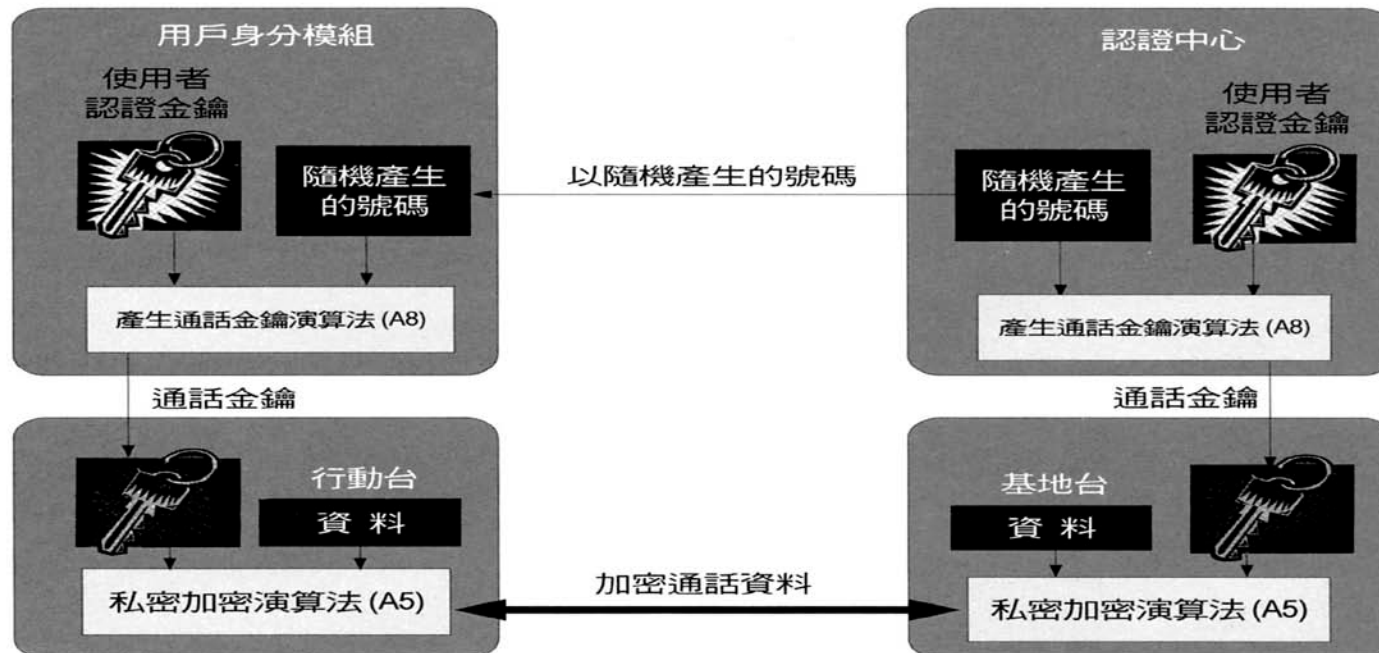 用戶身分模組
使用者
認證金鑰
隨機產生
的號碼
產生通話金鑰演算法(A8)
以隨機產生的號碼
認證中心
隨機產生
的號碼
使用者
認證金鑰
產生通話金鑰演算法(A8)
通話金鑰
行動台
資料
私密加密演算法(A5)
加密通話資料
通話金鑰
基地台
資料
私密加密演算法(A5)